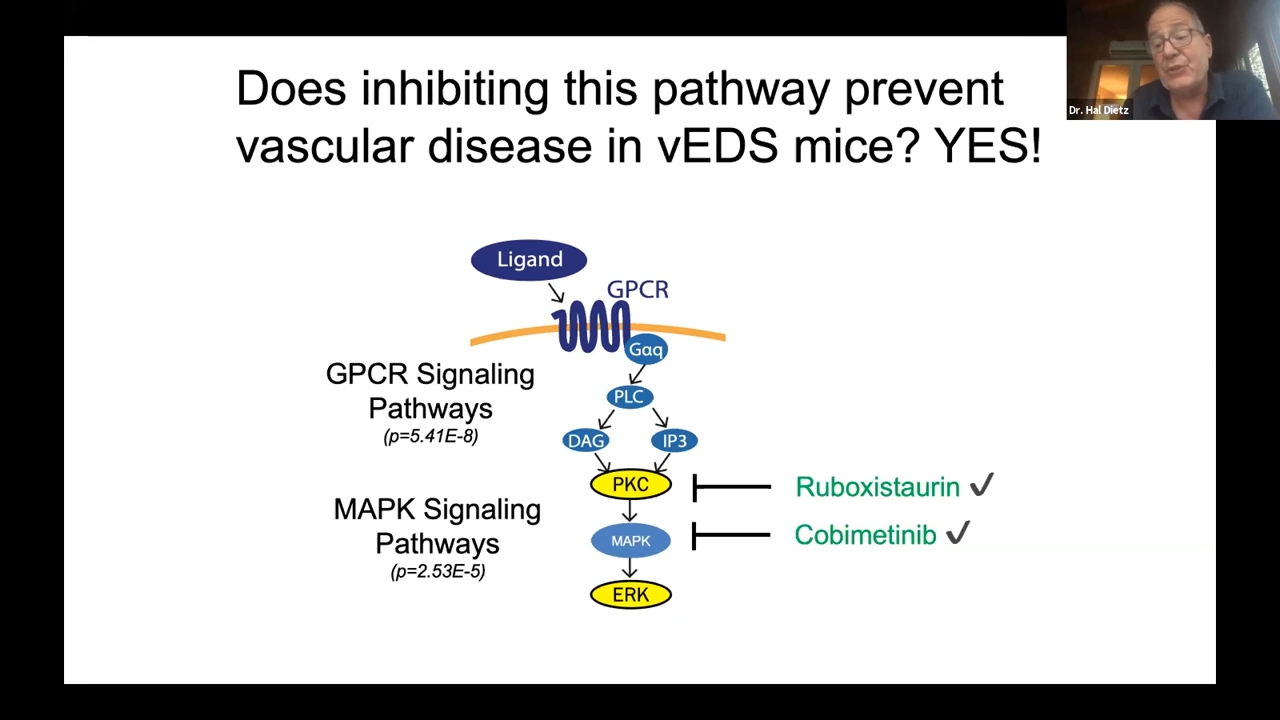 Does inhibiting this pathway prevent
vascular disease in vEDS mice? YES!
Dr. Hal Dietz
Ligand
GPCR
Gαq
GPCR Signaling
Pathways
(p=5.41E-8)
PLC
DAG
IP3
PKC
Ruboxistaurin ✓
MAPK Signaling
Pathways
(p=2.53E-5)
MAPK
Cobimetinib ✓
ERK